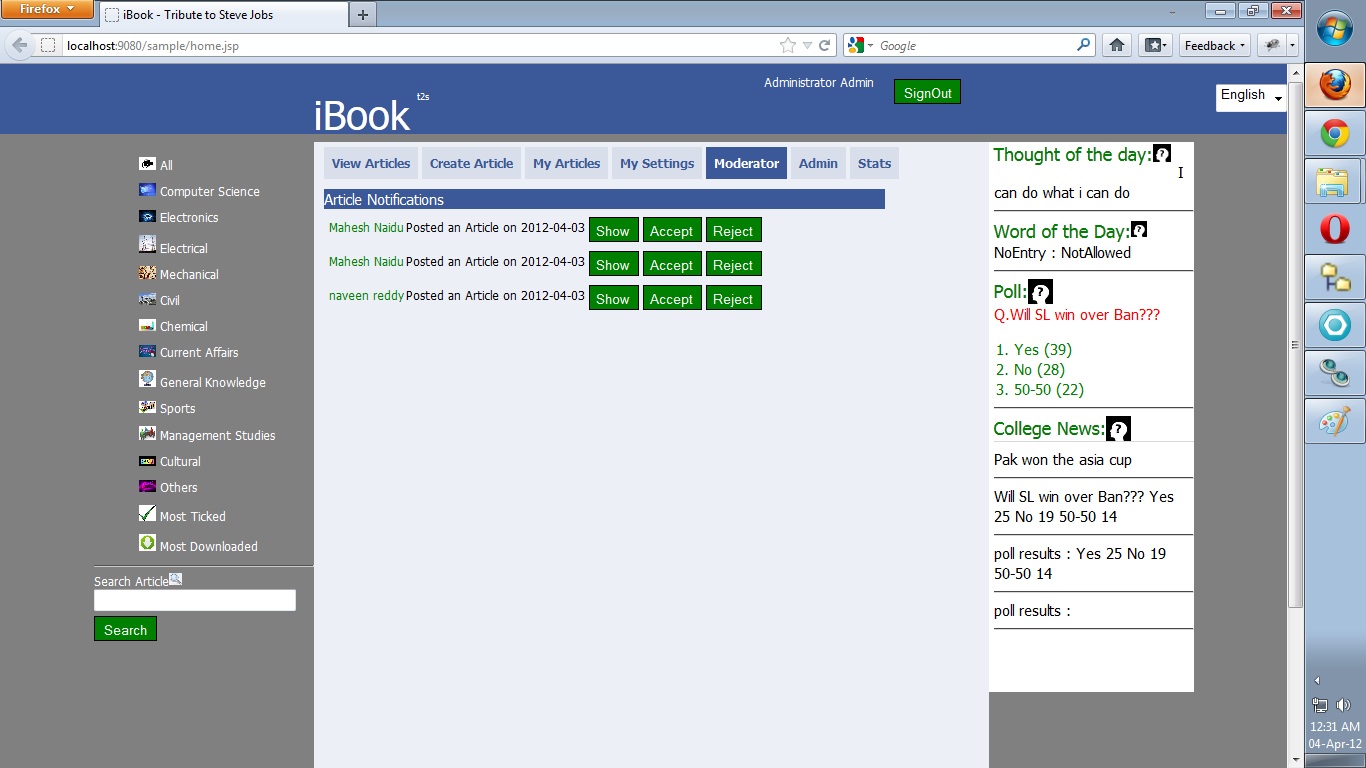 Firefox
iBook - Tribute to Steve Jobs
localhost:9080/sample/home.jsp
Google
Feedback
iBook t2s
Administrator Admin
SignOut
English
All
Computer Science
Electronics
Electrical
Mechanical
Civil
Chemical
Current Affairs
General Knowledge
Sports
Management Studies
Cultural
Others
Most Ticked
Most Downloaded
Search Article
Search
View Articles Create Article My Articles My Settings Moderator Admin Stats
Article Notifications
Mahesh Naidu Posted an Article on 2012-04-03 Show Accept Reject
Mahesh Naidu Posted an Article on 2012-04-03 Show Accept Reject
naveen reddy Posted an Article on 2012-04-03 Show Accept Reject
Thought of the day:
I
can do what i can do
Word of the Day:
NoEntry : NotAllowed
Poll:
Q.Will SL win over Ban???
1. Yes (39)
2. No (28)
3. 50-50 (22)
College News:
Pak won the asia cup
Will SL win over Ban??? Yes
25 No 19 50-50 14
poll results : Yes 25 No 19
50-50 14
poll results :
12:31 AM
04-Apr-12